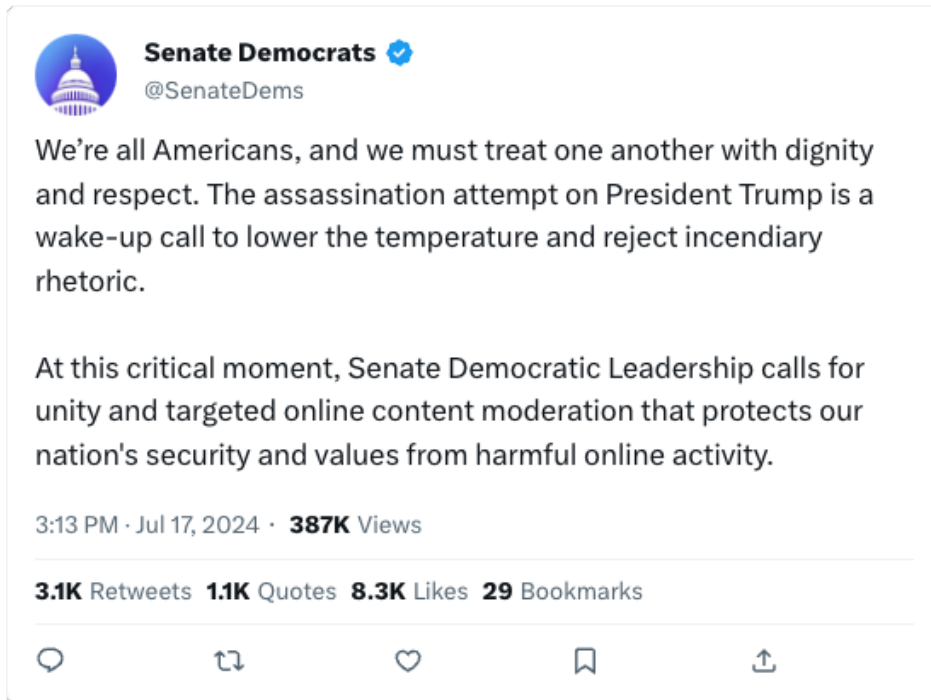 Senate Democrats
@SenateDems
We’re all Americans, and we must treat one another with dignity
and respect. The assassination attempt on President Trump is a
wake-up call to lower the temperature and reject incendiary
rhetoric.
At this critical moment, Senate Democratic Leadership calls for
unity and targeted online content moderation that protects our
nation's security and values from harmful online activity.
3:13 PM · Jul 17, 2024 · 387K Views
3.1K Retweets 1.1K Quotes 8.3K Likes 29 Bookmarks